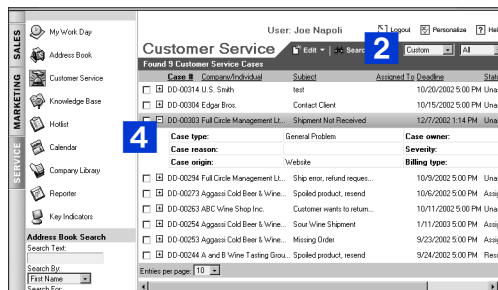 User: Joe Napoli Logout Personalize Help
SALES
MARKETING
SERVICE
My Work Day
Address Book
Customer Service
Knowledge Base
Hotlist
Calendar
Company Library
Reporter
Key Indicators
Address Book Search
Search Text:
Search By:
First Name
Search For:
Customer Service Edit 2 Custom All
Found 9 Customer Service Cases
Case # Company/Individual Subject Assigned To Deadline
DD-00314 U.S. Smith test 10/20/2002 5:00 PM
DD-00304 Edgar Bros. Contact Client 10/15/2002 5:00 PM
DD-00303 Full Circle Management Lt... Shipment Not Received 12/7/2002 1:14 PM
4
Case type: General Problem Case owner:
Case reason: Severity:
Case origin: Website Billing type:
DD-00294 Full Circle Management Lt... Ship error, refund reques... 10/9/2002 5:00 PM
DD-00273 Aggassi Cold Beer & Wine... Spoiled product, resend 10/6/2002 5:00 PM
DD-00263 ABC Wine Shop Inc. Customer wants to return... 10/11/2002 5:00 PM
DD-00254 Aggassi Cold Beer & Wine... Sour Wine Shipment 1/11/2003 5:00 PM
DD-00253 Aggassi Cold Beer & Wine... Missing Order 9/23/2002 5:00 PM
DD-00244 A and B Wine Tasting Grou... Spoiled product, resend 9/24/2002 5:00 PM
Entries per page: 10